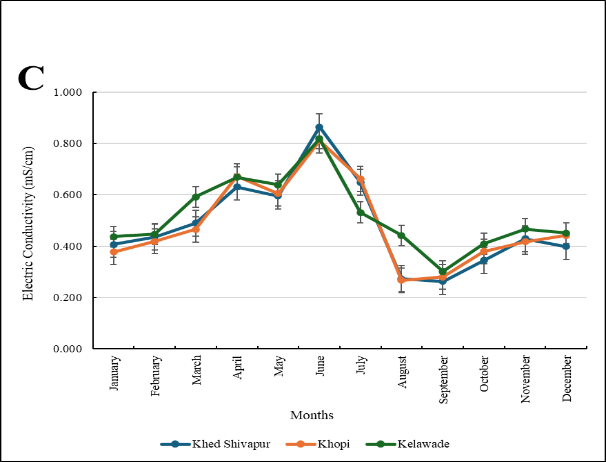 C
1.000
0.800
0.600
0.400
0.200
0.000
Electric Conductivity (mS/cm)
January
February
March
April
May
June
July
August
September
October
November
December
Months
Khed Shivapur
Khopi
Kelawade